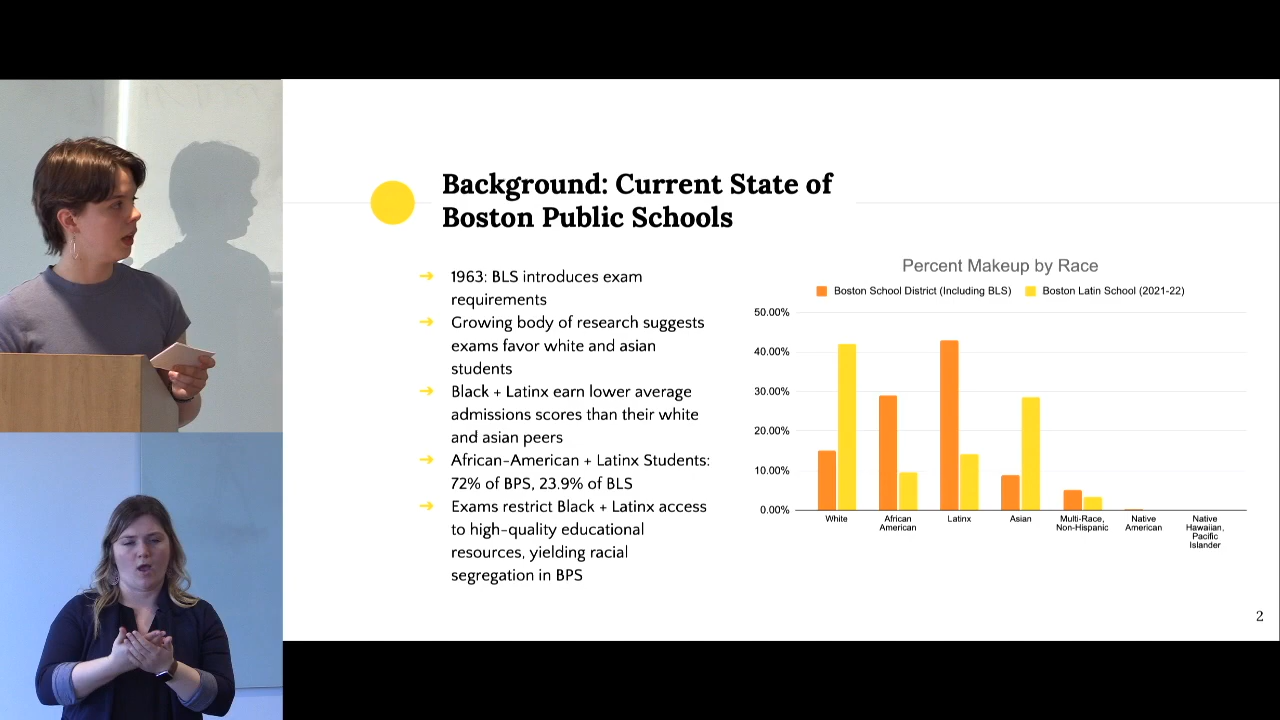 Background: Current State of
Boston Public Schools
➔ 1963: BLS introduces exam
requirements
➔ Growing body of research suggests
exams favor white and asian
students
➔ Black + Latinx earn lower average
admissions scores than their white
and asian peers
➔ African-American + Latinx Students:
72% of BPS, 23.9% of BLS
➔ Exams restrict Black + Latinx access
to high-quality educational
resources, yielding racial
segregation in BPS
Percent Makeup by Race
Boston School District (Including BLS) Boston Latin School (2021-22)
50.00%
40.00%
30.00%
20.00%
10.00%
0.00%
White
African
American
Latinx
Asian
Multi-Race,
Non-Hispanic
Native
American
Native
Hawaiian,
Pacific
Islander
2